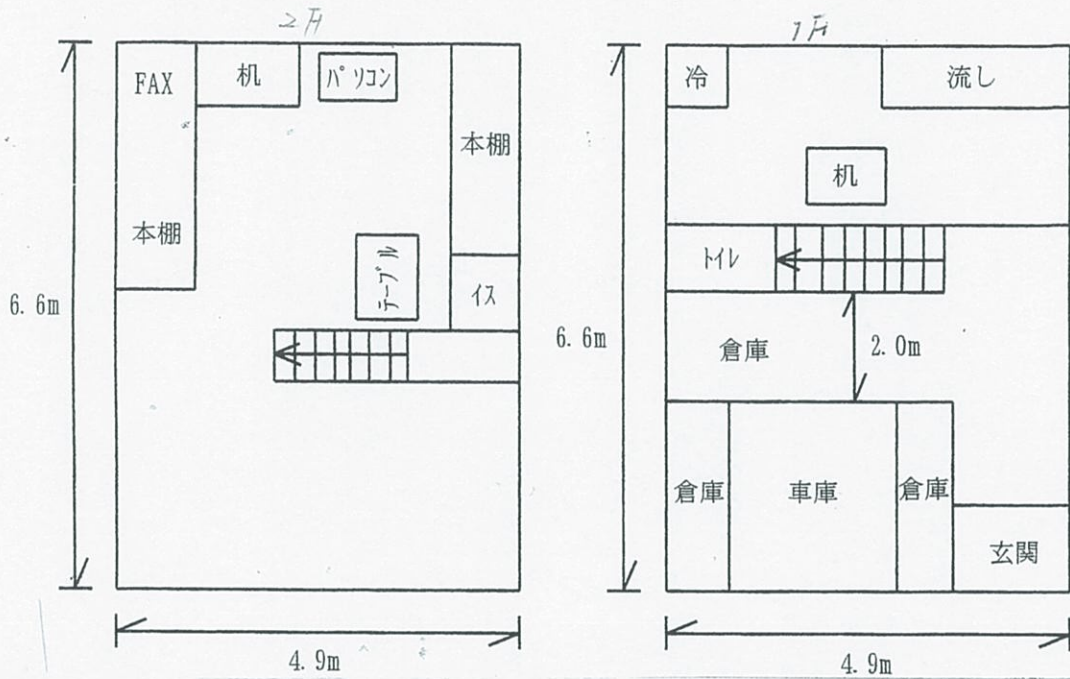 2F
FAX
机
パソコン
本棚
本棚
テーブル
イス
6.6m
4.9m
1F
冷
流し
机
トイレ
倉庫
2.0m
6.6m
倉庫
車庫
倉庫
玄関
4.9m